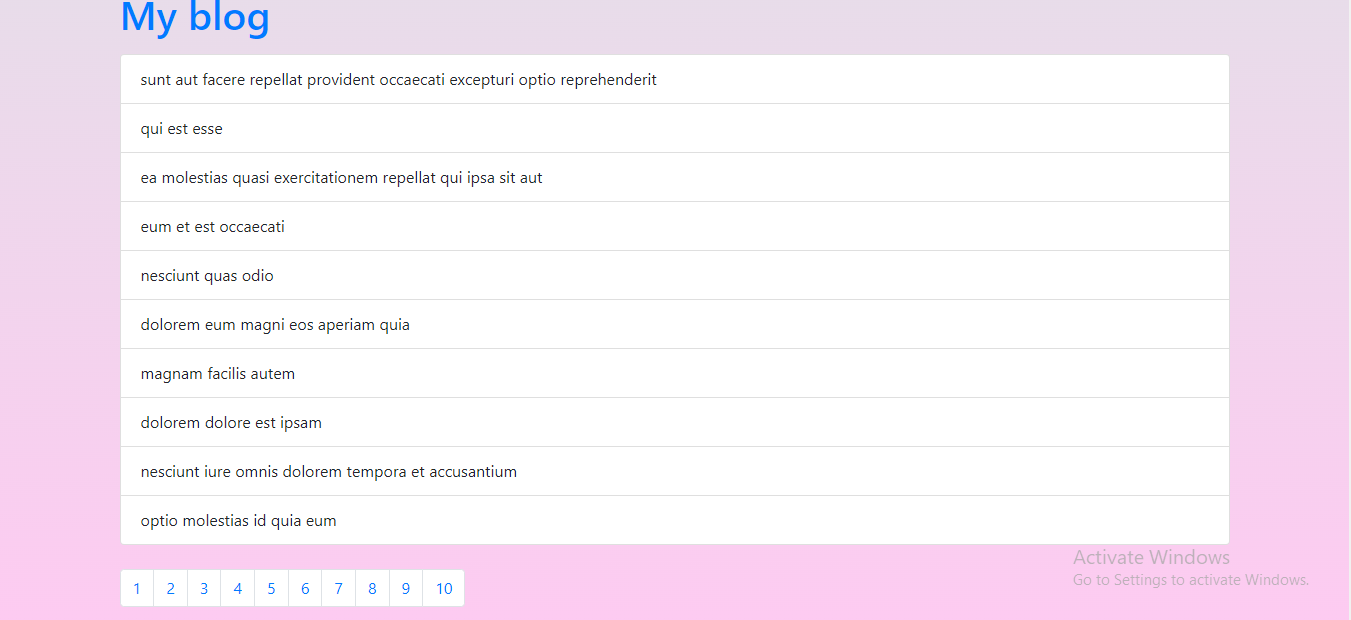 My blog
sunt aut facere repellat provident occaecati excepturi optio reprehenderit
qui est esse
ea molestias quasi exercitationem repellat qui ipsa sit aut
eum et est occaecati
nesciunt quas odio
dolorem eum magni eos aperiam quia
magnam facilis autem
dolorem dolore est ipsam
nesciunt iure omnis dolorem tempora et accusantium
optio molestias id quia eum
Activate Windows
Go to Settings to activate Windows.
1 2 3 4 5 6 7 8 9 10